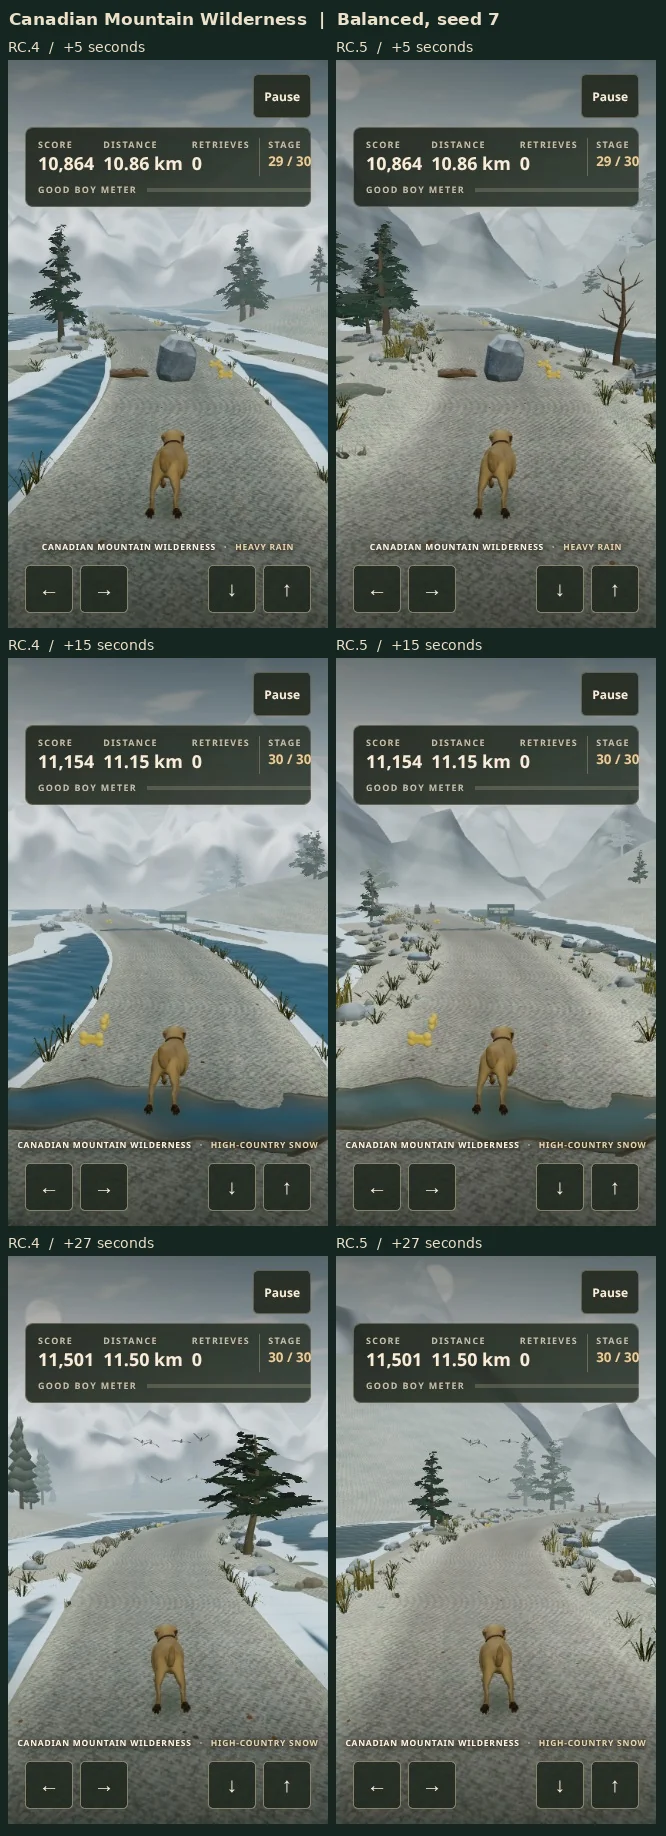 Canadian Mountain Wilderness | Balanced, seed 7
RC.4 / +5 seconds
RC.5 / +5 seconds
Pause
SCORE DISTANCE RETRIEVES STAGE
10,864 10.86 km 0 29 / 30
GOOD BOY METER
CANADIAN MOUNTAIN WILDERNESS · HEAVY RAIN
← → ↓ ↑
Pause
SCORE DISTANCE RETRIEVES STAGE
10,864 10.86 km 0 29 / 30
GOOD BOY METER
CANADIAN MOUNTAIN WILDERNESS · HEAVY RAIN
← → ↓ ↑
RC.4 / +15 seconds
RC.5 / +15 seconds
Pause
SCORE DISTANCE RETRIEVES STAGE
11,154 11.15 km 0 30 / 30
GOOD BOY METER
CANADIAN MOUNTAIN WILDERNESS · HIGH-COUNTRY SNOW
← → ↓ ↑
Pause
SCORE DISTANCE RETRIEVES STAGE
11,154 11.15 km 0 30 / 30
GOOD BOY METER
CANADIAN MOUNTAIN WILDERNESS · HIGH-COUNTRY SNOW
← → ↓ ↑
RC.4 / +27 seconds
RC.5 / +27 seconds
Pause
SCORE DISTANCE RETRIEVES STAGE
11,501 11.50 km 0 30 / 30
GOOD BOY METER
CANADIAN MOUNTAIN WILDERNESS · HIGH-COUNTRY SNOW
← → ↓ ↑
Pause
SCORE DISTANCE RETRIEVES STAGE
11,501 11.50 km 0 30 / 30
GOOD BOY METER
CANADIAN MOUNTAIN WILDERNESS · HIGH-COUNTRY SNOW
← → ↓ ↑